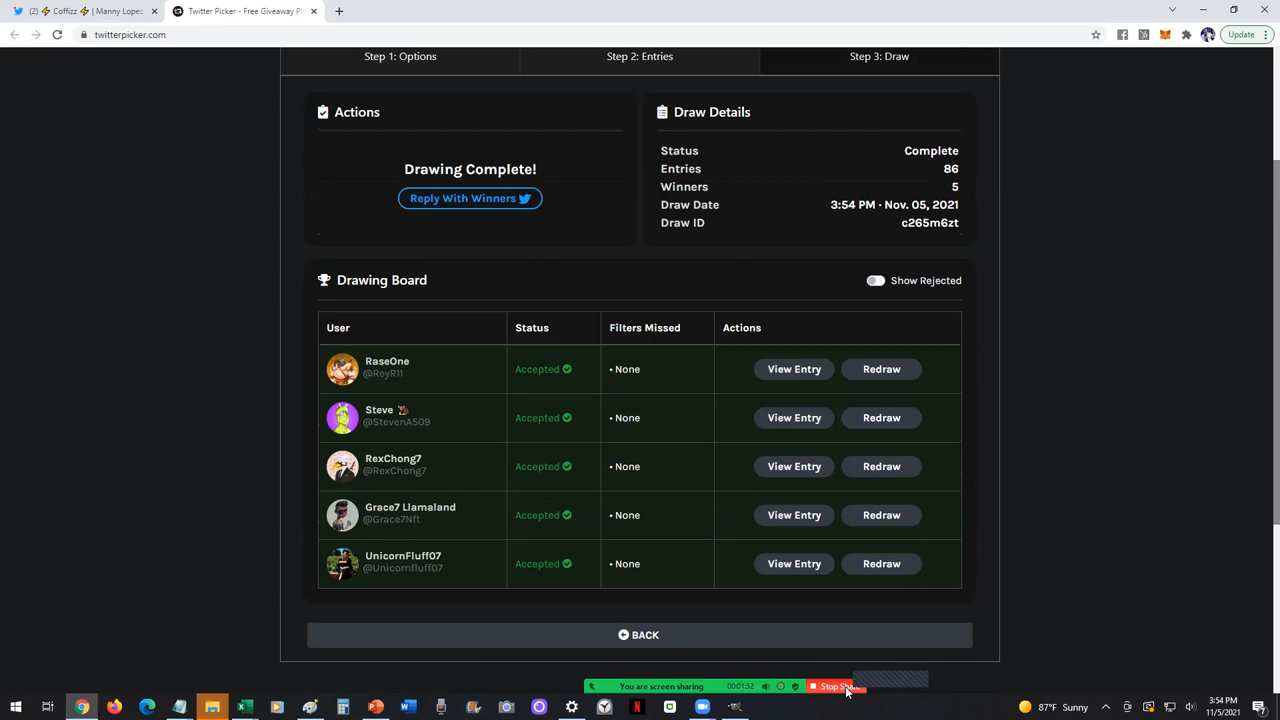 (2) ⚡ Coffizz ⚡ | Manny Lopez
Twitter Picker - Free Giveaway Pi
twitterpicker.com
Update
Step 1: Options
Step 2: Entries
Step 3: Draw
Actions
Drawing Complete!
Reply With Winners
Draw Details
Status Complete
Entries 86
Winners 5
Draw Date 3:54 PM · Nov. 05, 2021
Draw ID c265m6zt
Drawing Board
Show Rejected
User Status Filters Missed Actions
RaseOne
@ReyR11
Accepted • None View Entry Redraw
Steve
@StevenA509
Accepted • None View Entry Redraw
RexChong7
@RexChong7
Accepted • None View Entry Redraw
Grace7 Llamaland
@Grace7Nft
Accepted • None View Entry Redraw
UnicornFluff07
@Unicornfluff07
Accepted • None View Entry Redraw
BACK
You are screen sharing 00:01:32 Stop
87°F Sunny
3:54 PM
11/5/2021